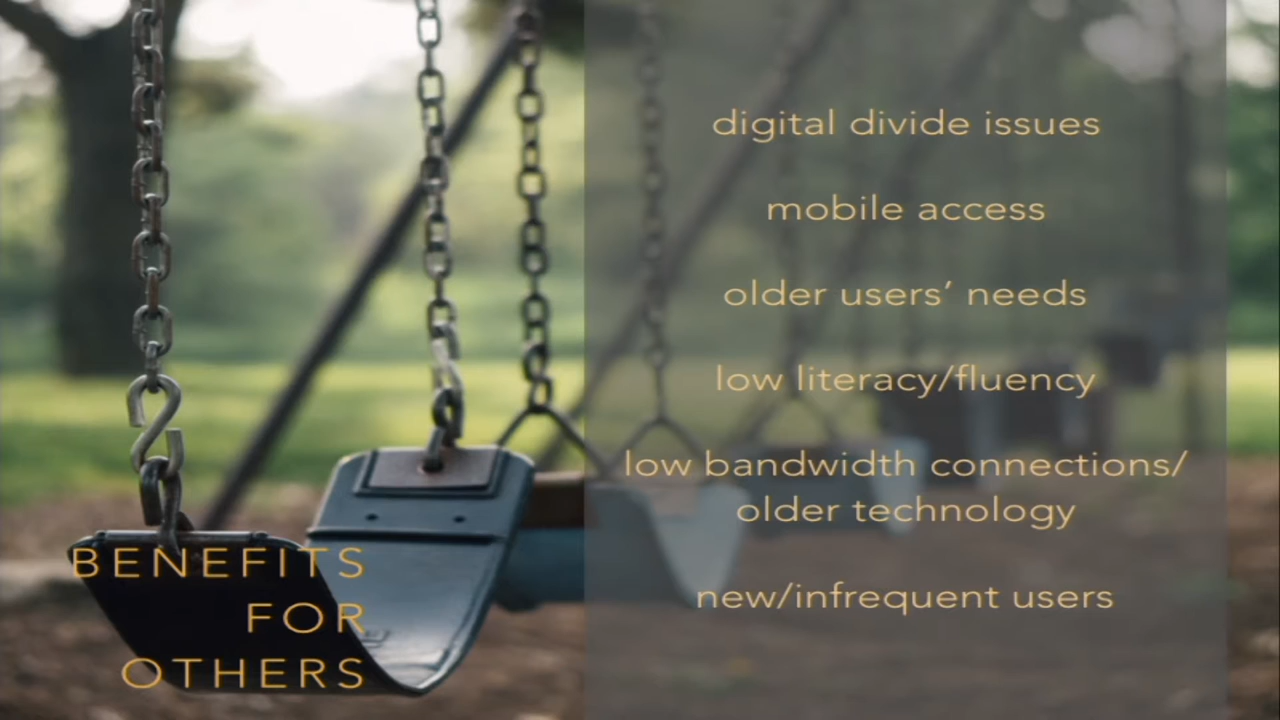 BENEFITS
FOR
OTHERS
digital divide issues
mobile access
older users’ needs
low literacy/fluency
low bandwidth connections/
older technology
new/infrequent users